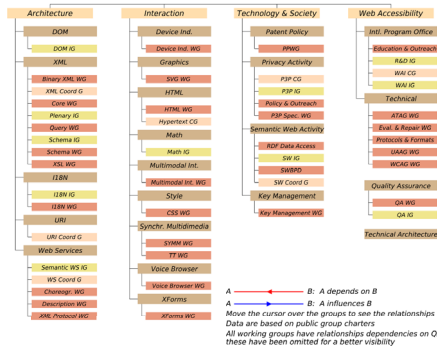 Architecture
DOM
DOM IG
XML
Binary XML WG
XML Coord G
Core WG
Plenary IG
Query WG
Schema IG
Schema WG
XSL WG
I18N
I18N IG
I18N WG
URI
URI Coord G
Web Services
Semantic WS IG
WS Coord G
Choreogr. WG
Description WG
XML Protocol WG
Interaction
Device Ind.
Device Ind. WG
Graphics
SVG WG
HTML
HTML WG
Hypertext CG
Math
Math IG
Multimodal Int.
Multimodal Int. WG
Style
CSS WG
Synchr. Multimedia
SYMM WG
TT WG
Voice Browser
Voice Browser WG
XForms
XForms WG
Technology & Society
Patent Policy
PPWG
Privacy Activity
P3P CG
P3P IG
Policy & Outreach
P3P Spec. WG
Semantic Web Activity
RDF Data Access
SW IG
SWBPD
SW Coord G
Key Management
Key Management WG
Web Accessibility
Intl. Program Office
Education & Outreach
R&D IG
WAI CG
WAI IG
Technical
ATAG WG
Eval. & Repair WG
Protocols & Formats
UAAG WG
WCAG WG
Quality Assurance
QA WG
QA IG
Technical Architecture
A B: A depends on B
A B: A influences B
Move the cursor over the groups to see the relationships
Data are based on public group charters
All working groups have relationships dependencies on Q
these have been omitted for a better visibility